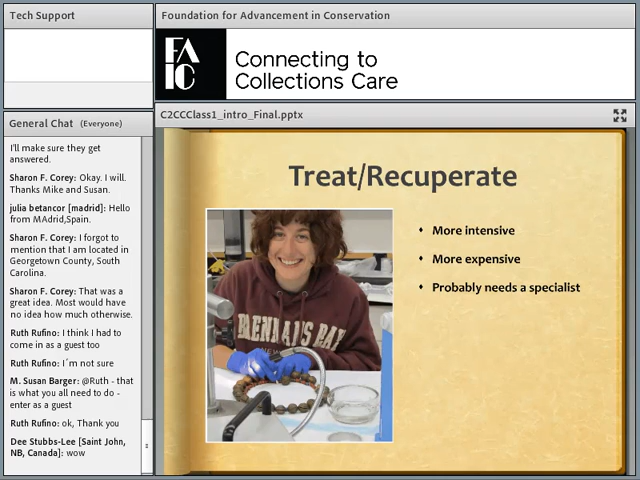 Tech Support
Foundation for Advancement in Conservation
FA
IC
Connecting to
Collections Care
General Chat (Everyone)
I'll make sure they get
answered.
Sharon F. Corey: Okay. I will.
Thanks Mike and Susan.
julia betancor [madrid]: Hello
from MAdrid,Spain.
Sharon F. Corey: I forgot to
mention that I am located in
Georgetown County, South
Carolina.
Sharon F. Corey: That was a
great idea. Most would have
no idea how much otherwise.
Ruth Rufino: I think I had to
come in as a guest too
Ruth Rufino: I´m not sure
M. Susan Barger: @Ruth - that
is what you all need to do -
enter as a guest
Ruth Rufino: ok, Thank you
Dee Stubbs-Lee [Saint John,
NB, Canada]: wow
C2CCClass1_intro_Final.pptx
Treat/Recuperate
More intensive
More expensive
Probably needs a specialist